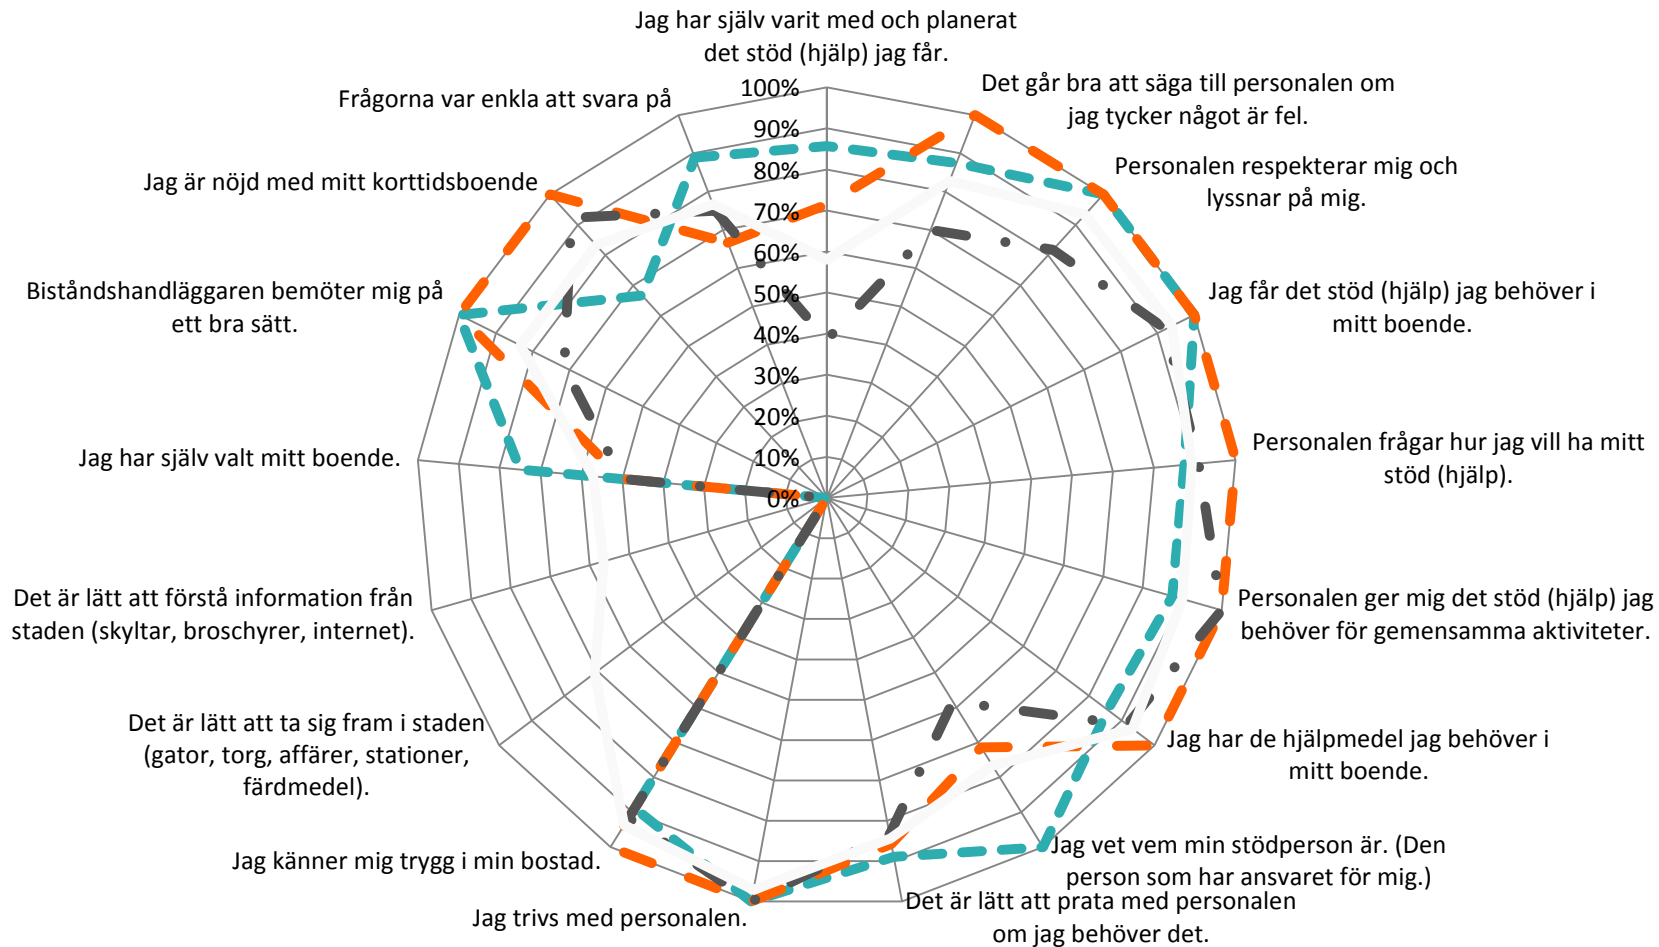 Jag har själv varit med och planerat
det stöd (hjälp) jag får.
Det går bra att säga till personalen om
jag tycker något är fel.
Personalen respekterar mig och
lyssnar på mig.
Jag får det stöd (hjälp) jag behöver i
mitt boende.
Personalen frågar hur jag vill ha mitt
stöd (hjälp).
Personalen ger mig det stöd (hjälp) jag
behöver för gemensamma aktiviteter.
Jag har de hjälpmedel jag behöver i
mitt boende.
Jag vet vem min stödperson är. (Den
person som har ansvaret för mig.)
Det är lätt att prata med personalen
om jag behöver det.
Jag trivs med personalen.
Jag känner mig trygg i min bostad.
Det är lätt att ta sig fram i staden
(gator, torg, affärer, stationer,
färdmedel).
Det är lätt att förstå information från
staden (skyltar, broschyrer, internet).
Jag har själv valt mitt boende.
Biståndshandläggaren bemöter mig på
ett bra sätt.
Jag är nöjd med mitt korttidsboende
Frågorna var enkla att svara på
100%
90%
80%
70%
60%
50%
40%
30%
20%
10%
0%